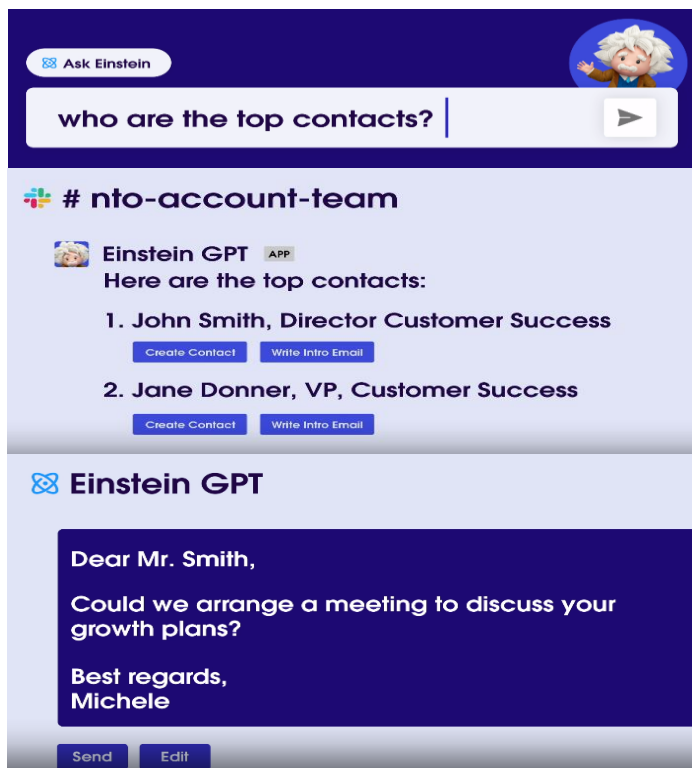 Ask Einstein
who are the top contacts?
# nto-account-team
Einstein GPT APP
Here are the top contacts:
1. John Smith, Director Customer Success
Create Contact Write Intro Email
2. Jane Donner, VP, Customer Success
Create Contact Write Intro Email
Einstein GPT
Dear Mr. Smith,
Could we arrange a meeting to discuss your
growth plans?
Best regards,
Michele
Send Edit